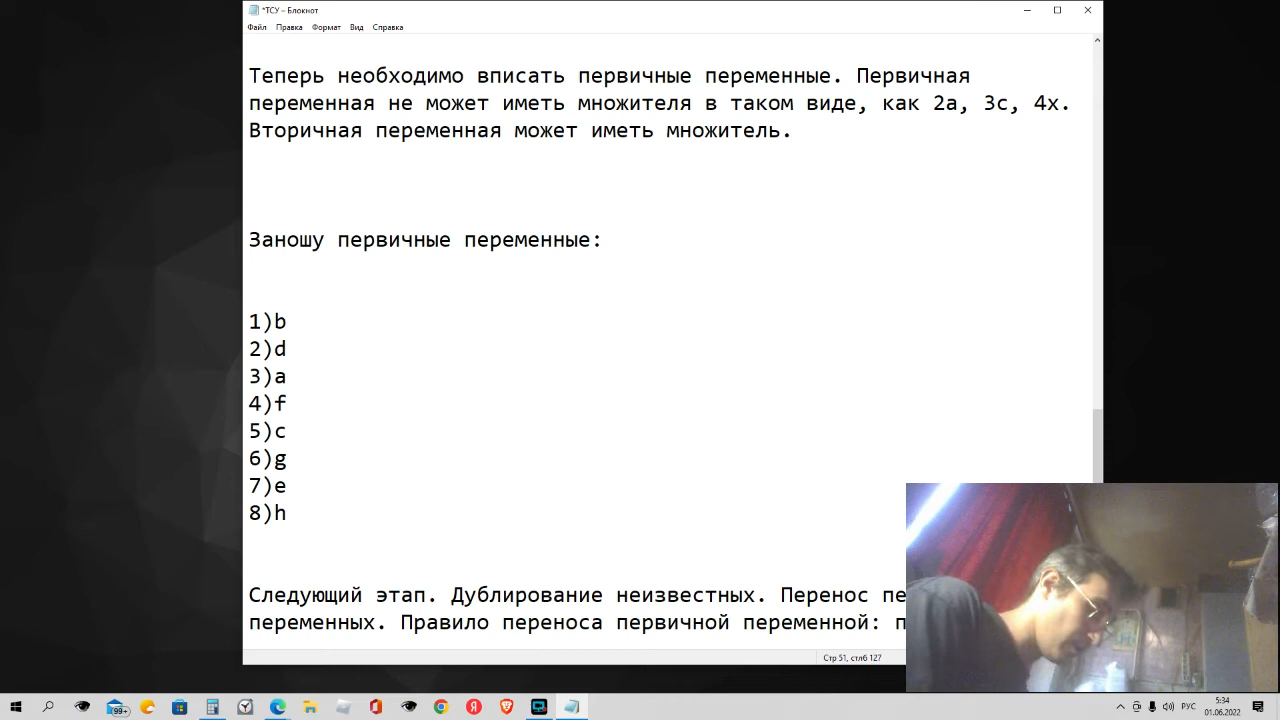 *ТСУ – Блокнот
Файл Правка Формат Вид Справка
Теперь необходимо вписать первичные переменные. Первичная
переменная не может иметь множителя в таком виде, как 2a, 3c, 4x.
Вторичная переменная может иметь множитель.
Заношу первичные переменные:
1)b
2)d
3)a
4)f
5)c
6)g
7)e
8)h
Следующий этап. Дублирование неизвестных. Перенос
переменных. Правило переноса первичной переменной:
Стр 51, стлб 127
99+
РУС
5:34
01.06.2022